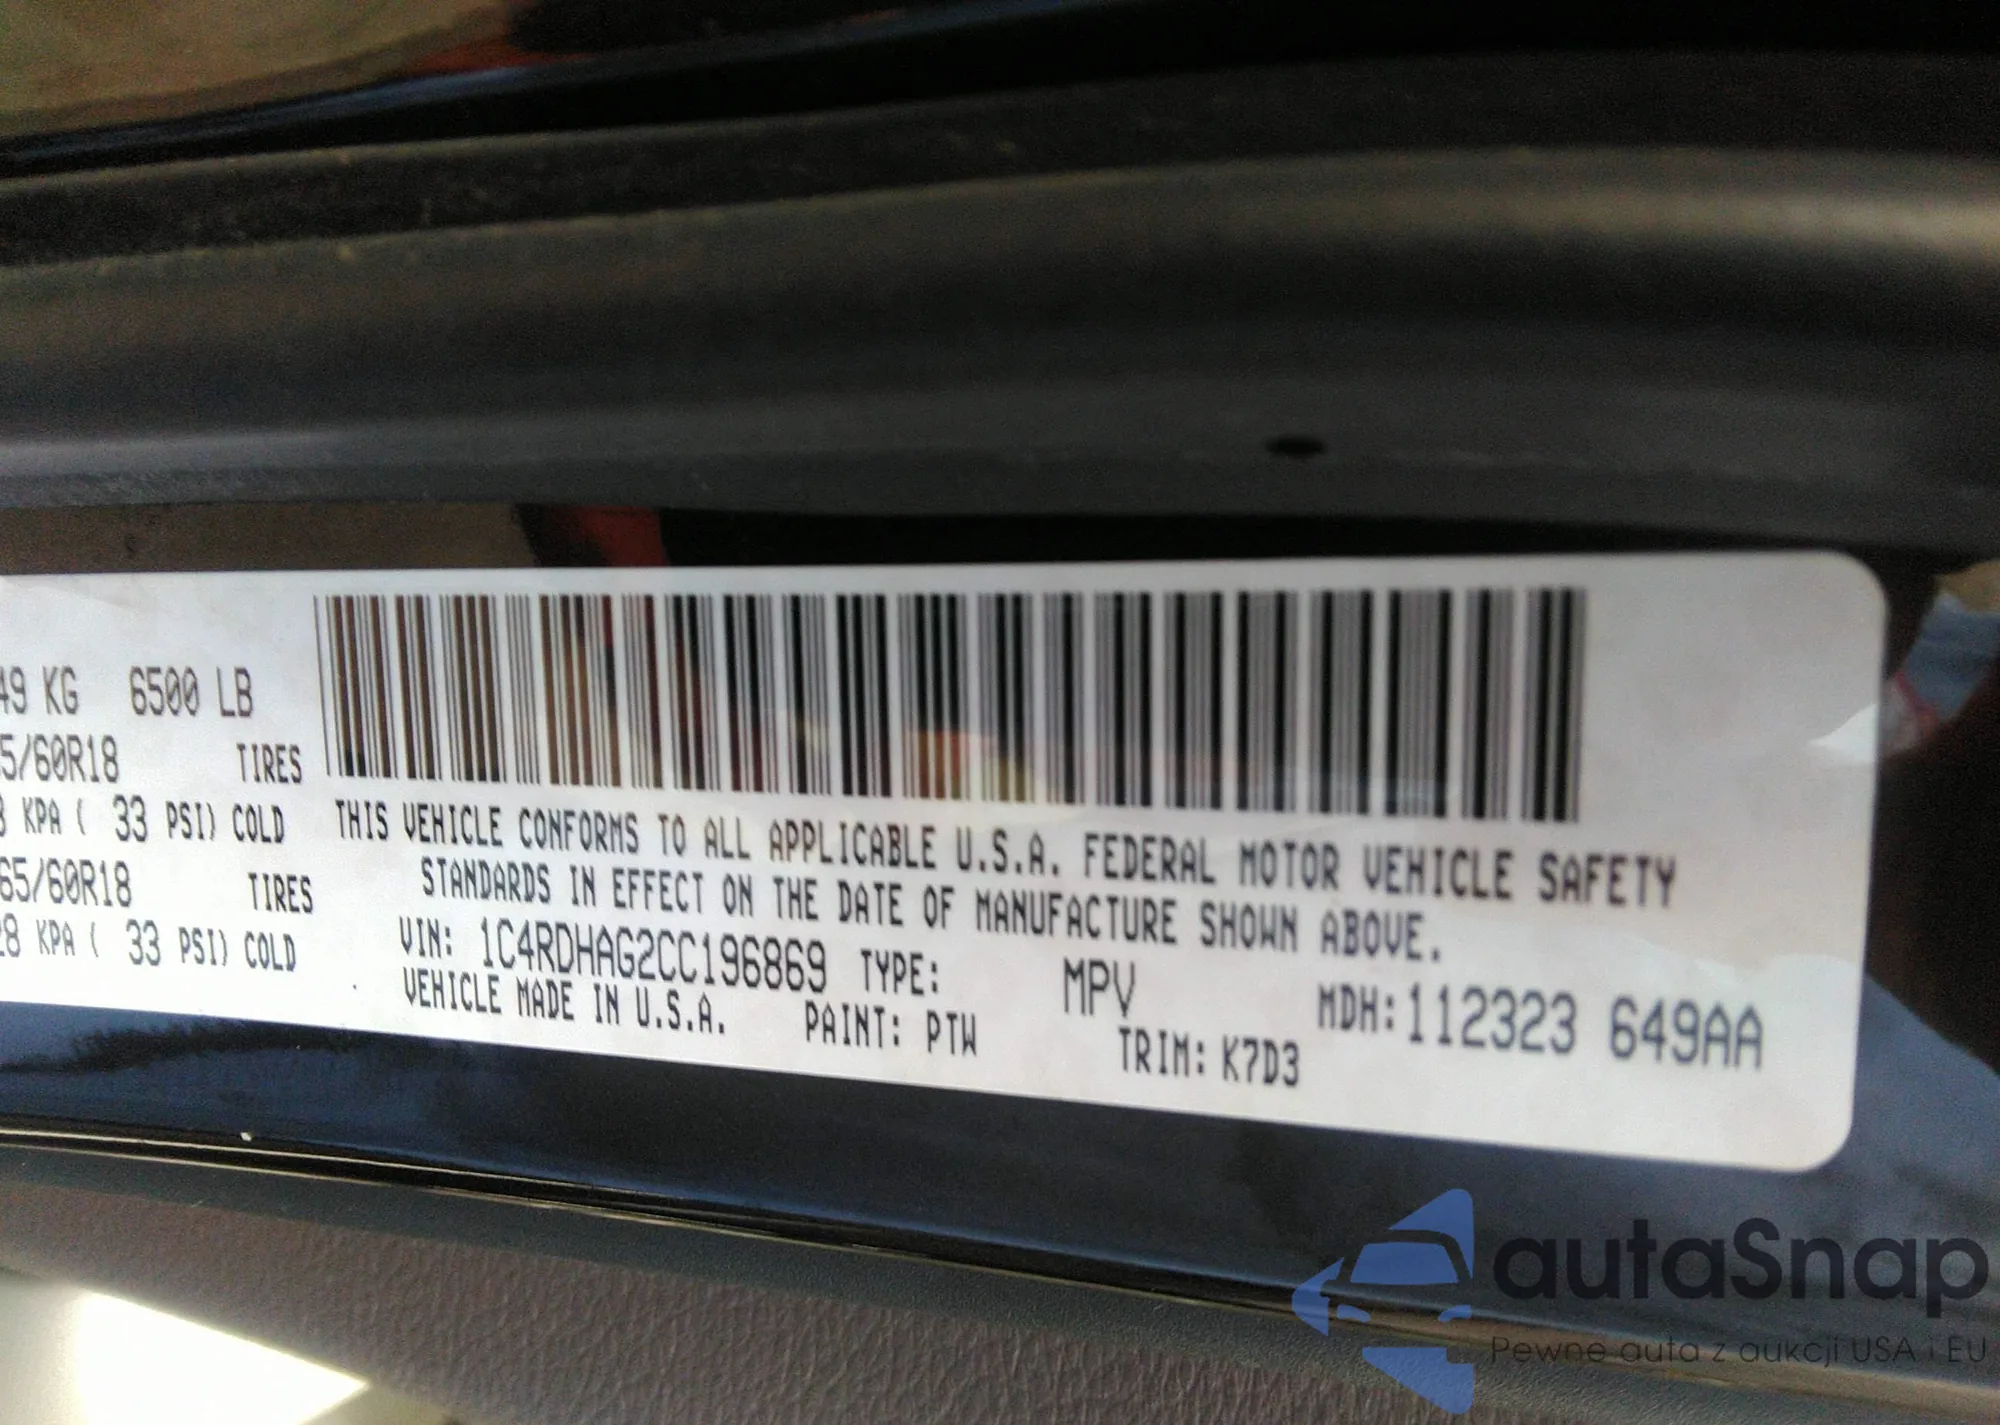 49 KG 6500 LB
5/60R18 TIRES
8 KPA ( 33 PSI) COLD
65/60R18 TIRES
28 KPA ( 33 PSI) COLD
THIS VEHICLE CONFORMS TO ALL APPLICABLE U.S.A. FEDERAL MOTOR VEHICLE SAFETY
STANDARDS IN EFFECT ON THE DATE OF MANUFACTURE SHOWN ABOVE.
VIN: 1C4RDHAG2CC196869 TYPE: MPV MDH:112323 649AA
VEHICLE MADE IN U.S.A. PAINT: PTW TRIM: K7D3
autaSnap
Pewne auta z aukcji USA i EU